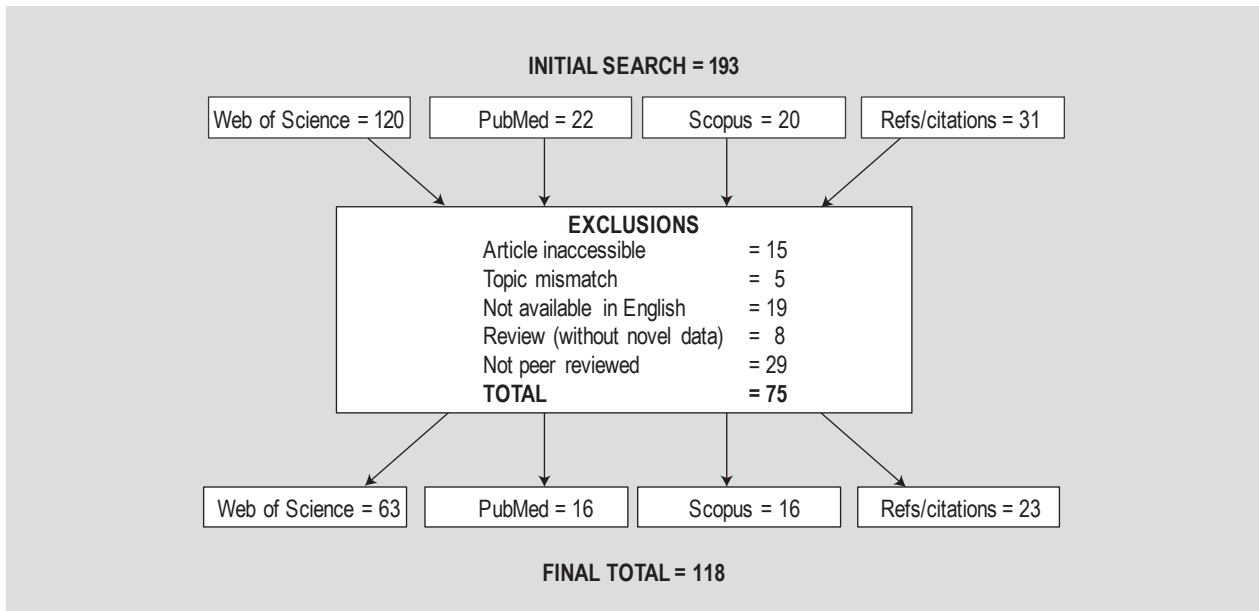 INITIAL SEARCH = 193
Web of Science = 120
PubMed = 22
Scopus = 20
Refs/citations = 31
EXCLUSIONS
Article inaccessible = 15
Topic mismatch = 5
Not available in English = 19
Review (without novel data) = 8
Not peer reviewed = 29
TOTAL = 75
Web of Science = 63
PubMed = 16
Scopus = 16
Refs/citations = 23
FINAL TOTAL = 118